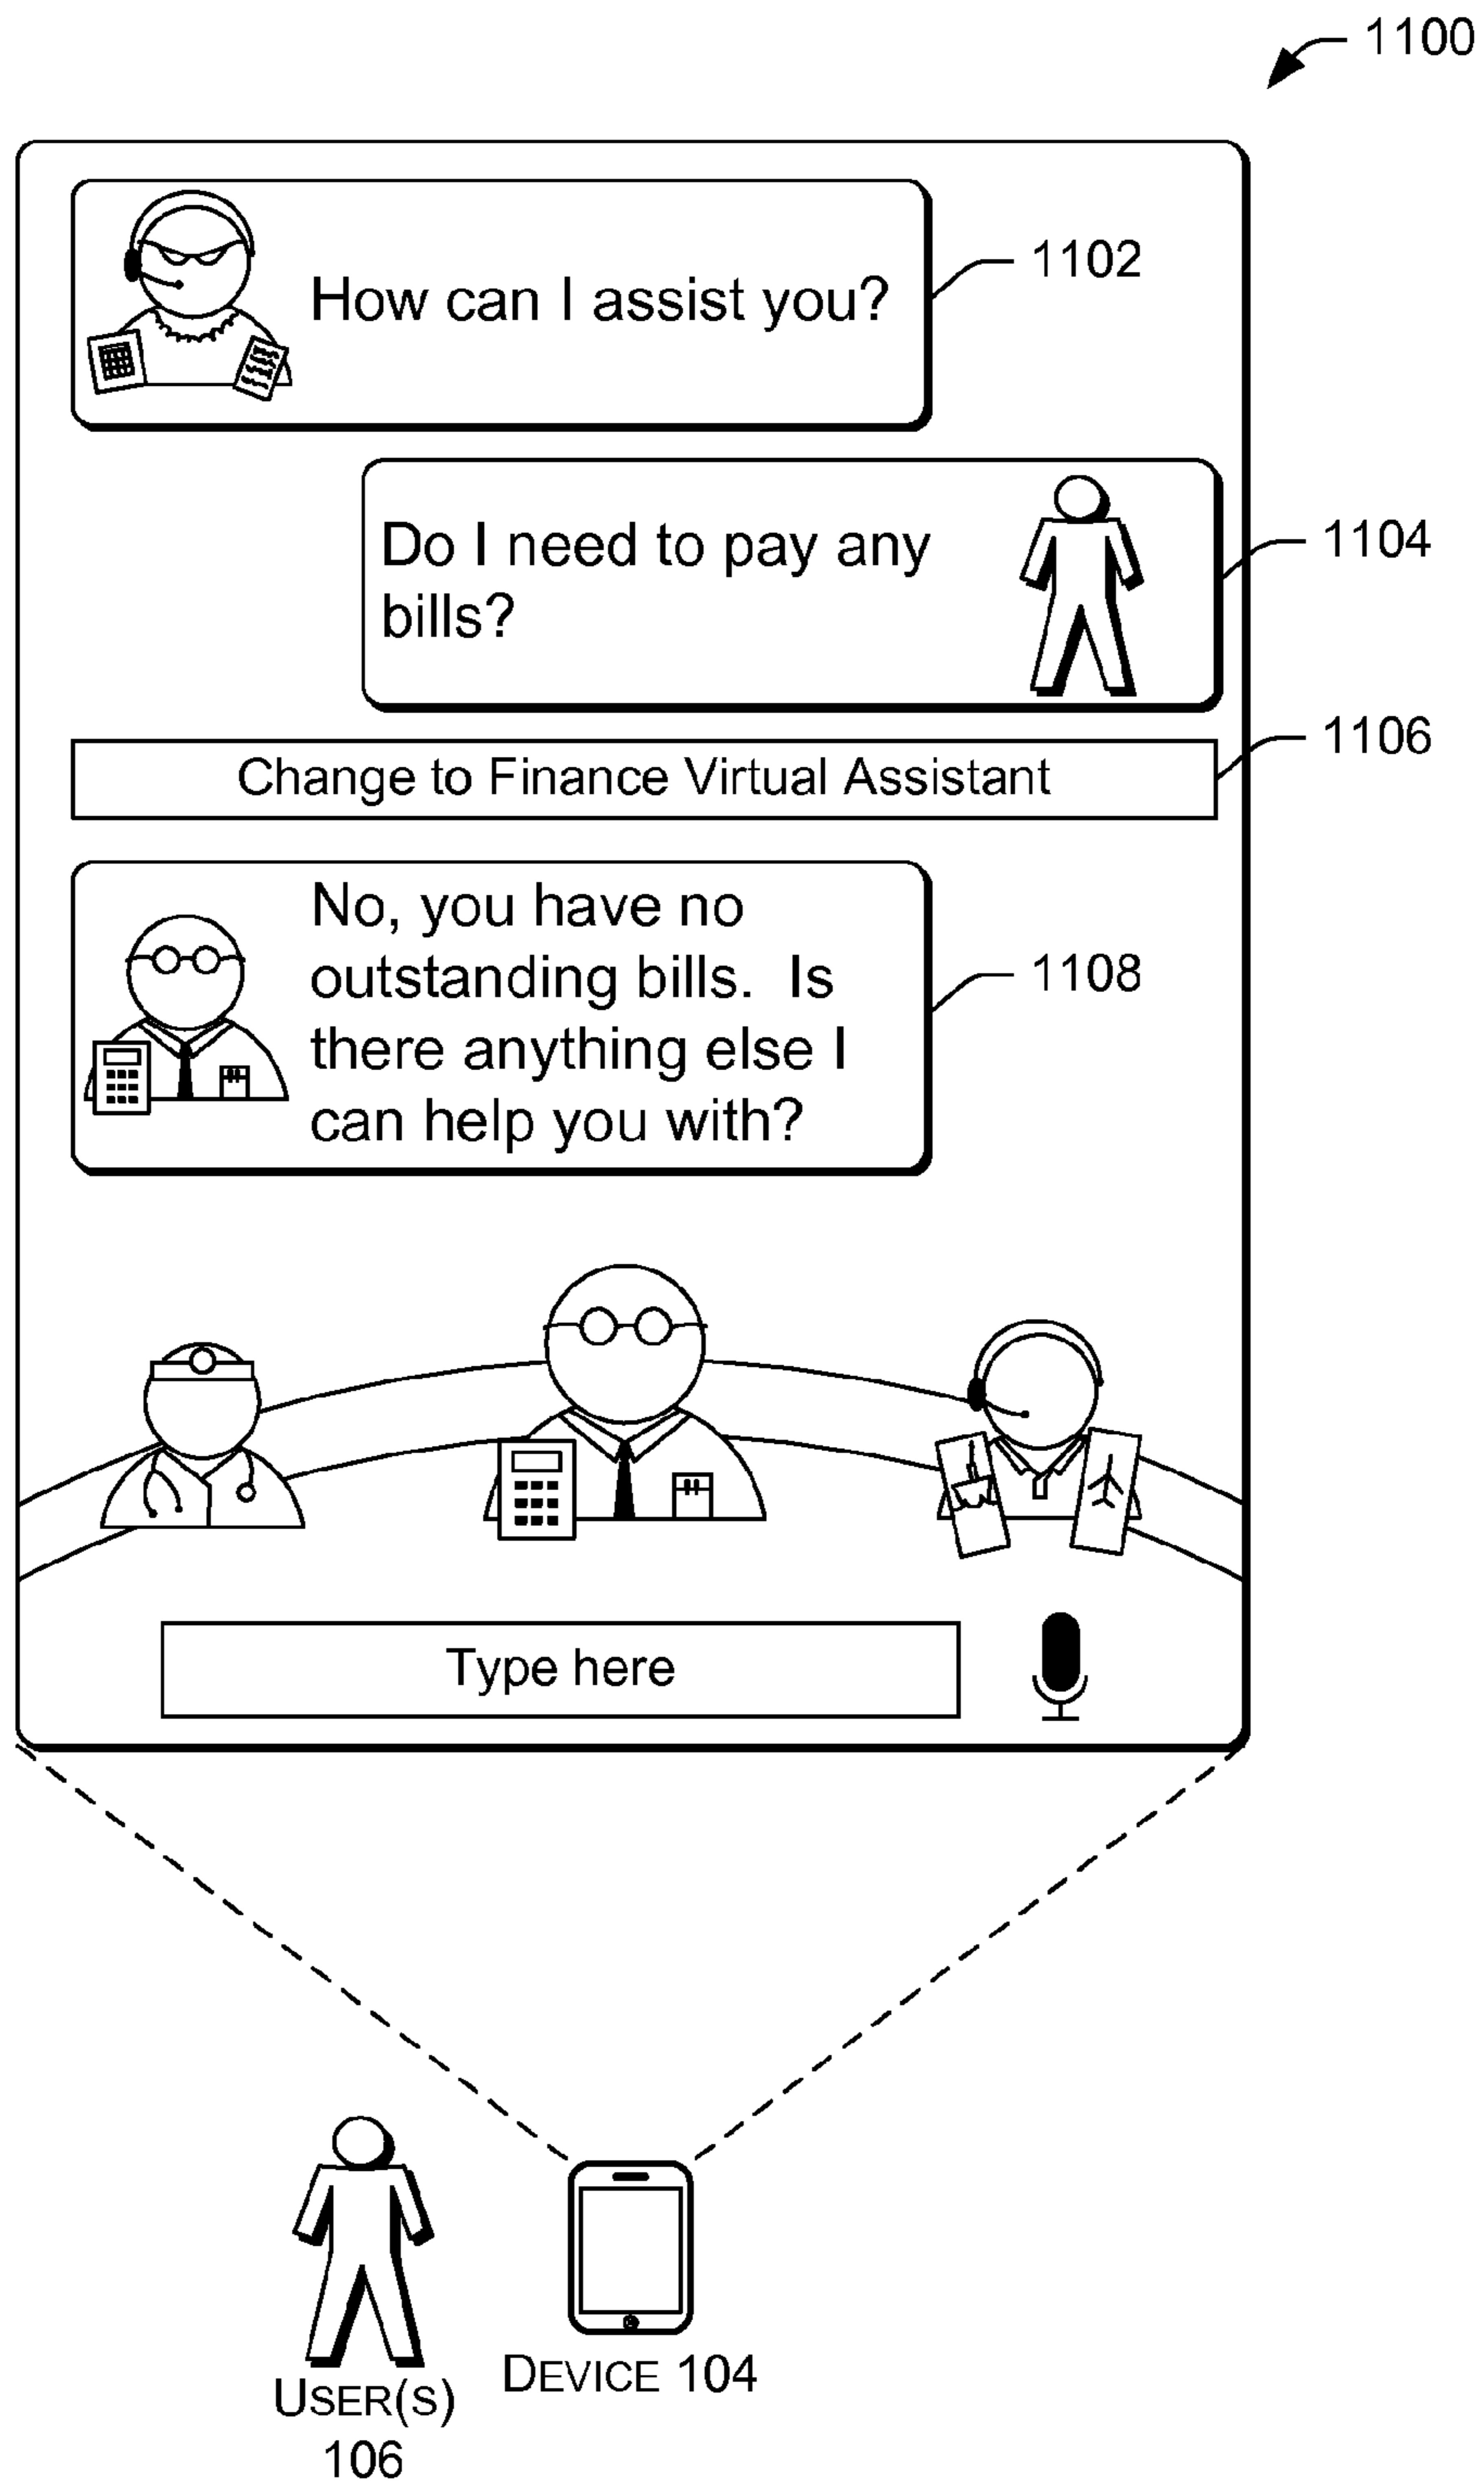 1100
How can I assist you?
1102
Do I need to pay any
bills?
1104
1106
Change to Finance Virtual Assistant
No, you have no
outstanding bills.  Is
there anything else I
can help you with?
1108
Type here
DEVICE 104
USER(S)
106